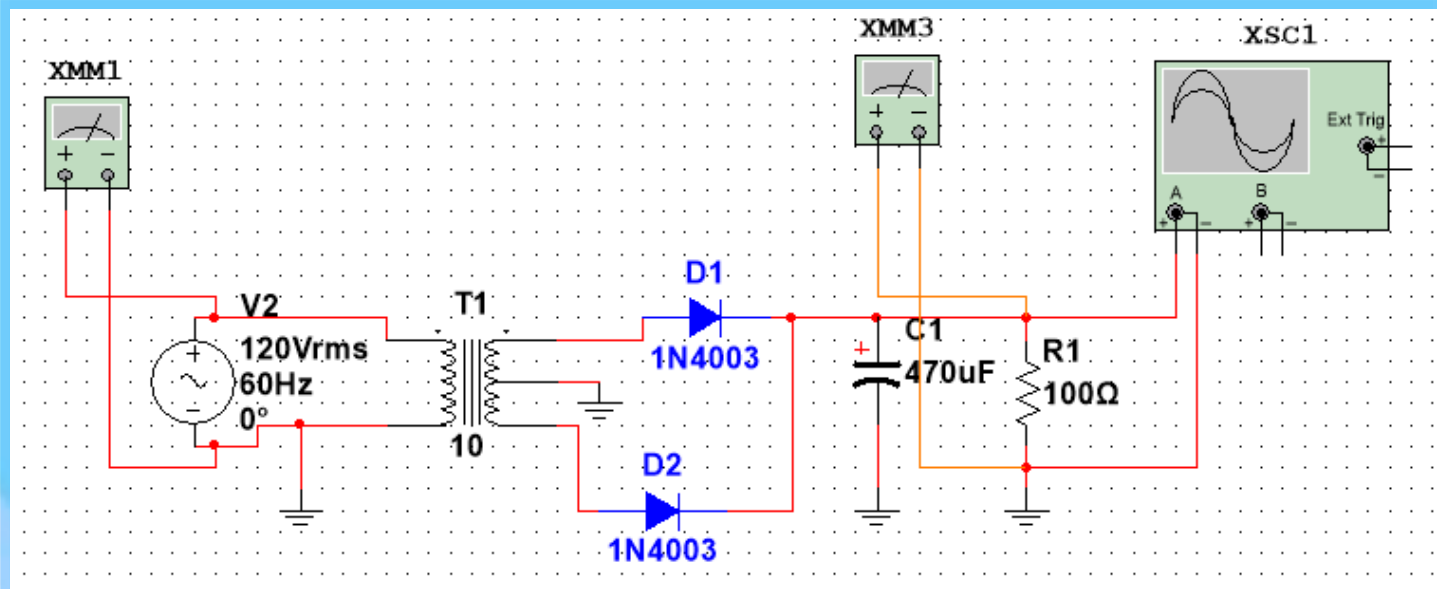 XMM1
+ −
XMM3
+ −
XSC1
Ext Trig
+
−
A
B
+ −
+ −
V2
120Vrms
60Hz
0°
+
−
T1
10
D1
1N4003
D2
1N4003
C1
470uF
+
R1
100Ω